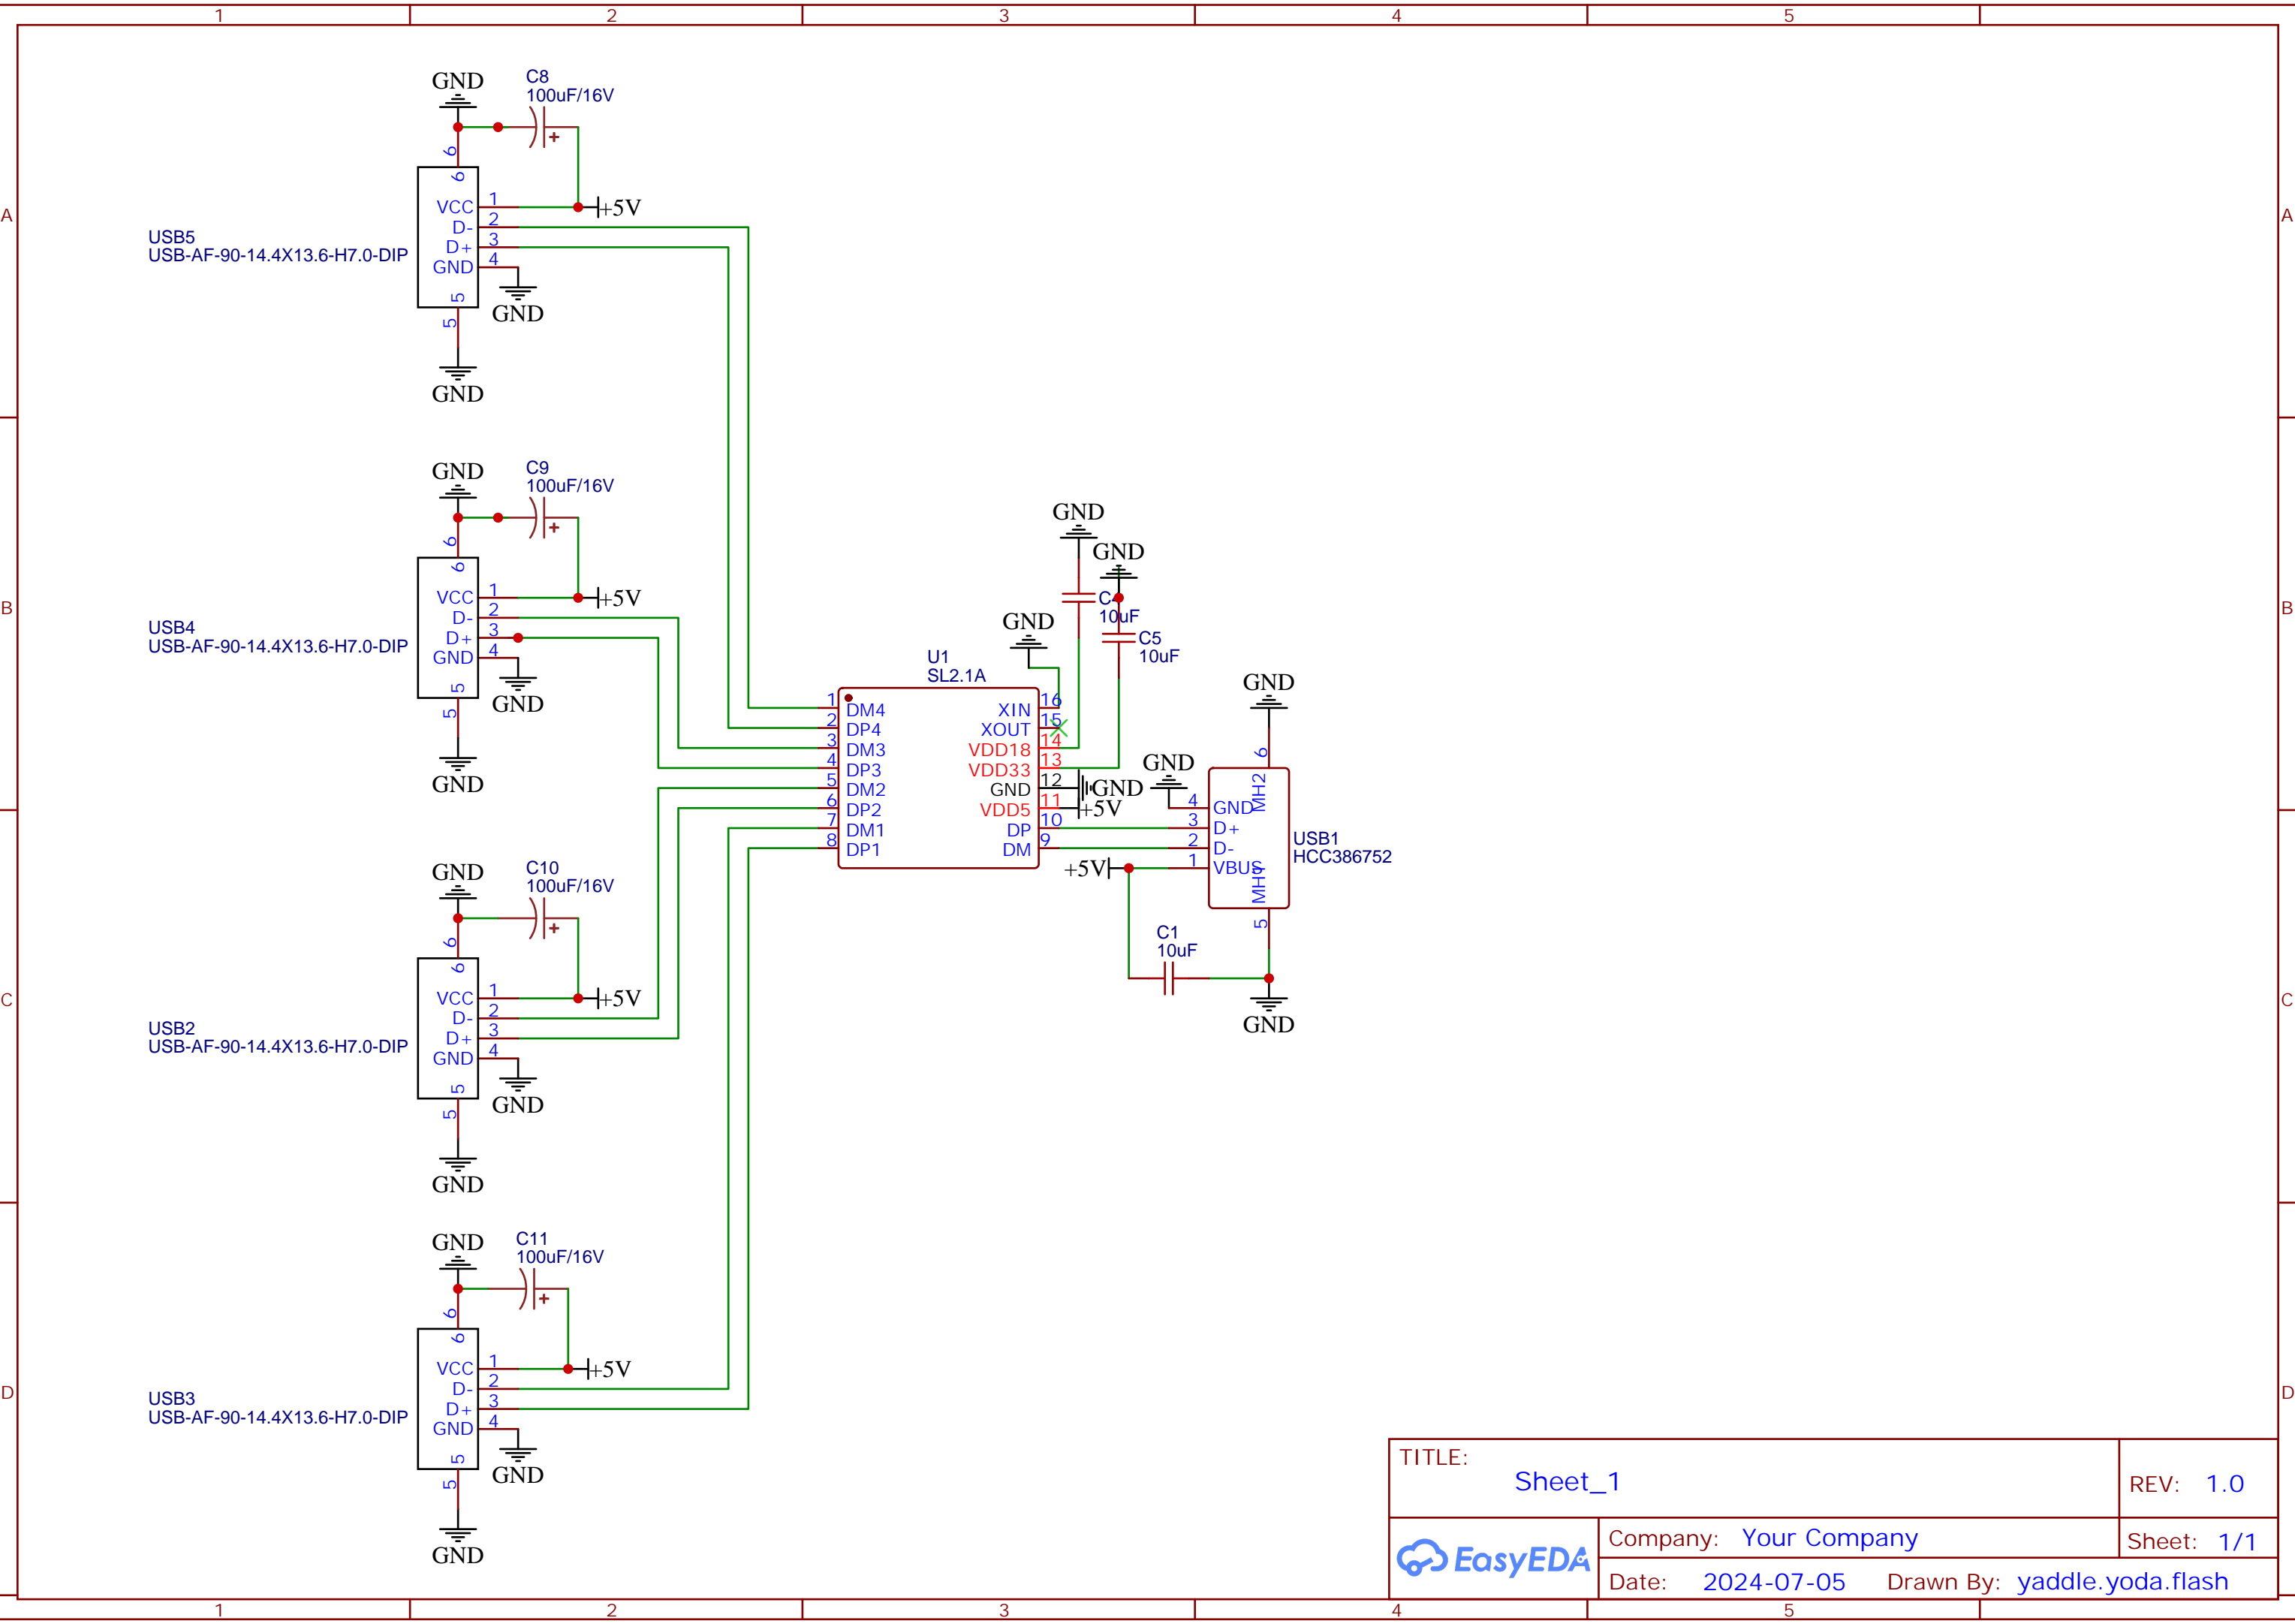 1 2 3 4 5
A A
B B
C C
D D
GND
C8
100uF/16V
6
6
VCC 1
+5V
D- 2
D+ 3
GND 4
USB5
USB-AF-90-14.4X13.6-H7.0-DIP
5
5
GND
GND
GND
C9
100uF/16V
6
6
VCC 1
+5V
D- 2
D+ 3
GND 4
USB4
USB-AF-90-14.4X13.6-H7.0-DIP
5
5
GND
GND
GND
C10
100uF/16V
6
6
VCC 1
+5V
D- 2
D+ 3
GND 4
USB2
USB-AF-90-14.4X13.6-H7.0-DIP
5
5
GND
GND
GND
C11
100uF/16V
6
6
VCC 1
+5V
D- 2
D+ 3
GND 4
USB3
USB-AF-90-14.4X13.6-H7.0-DIP
5
5
GND
GND
GND
GND
10uF
GND
C5
10uF
U1
SL2.1A
1 DM4 XIN 16
2 DP4 XOUT 15
3 DM3 VDD18 14
4 DP3 VDD33 13
5 DM2 GND 12 GND
6 DP2 VDD5 11 +5V
7 DM1 DP 10
8 DP1 DM 9
GND
6
MH2
GND
4 GND
3 D+
2 D-
+5V 1 VBUS
MH1
USB1
HCC386752
5
C1
10uF
GND
TITLE:
Sheet_1
REV: 1.0
EasyEDA
Company: Your Company
Sheet: 1/1
Date: 2024-07-05 Drawn By: yaddle.yoda.flash
1 2 3 4 5